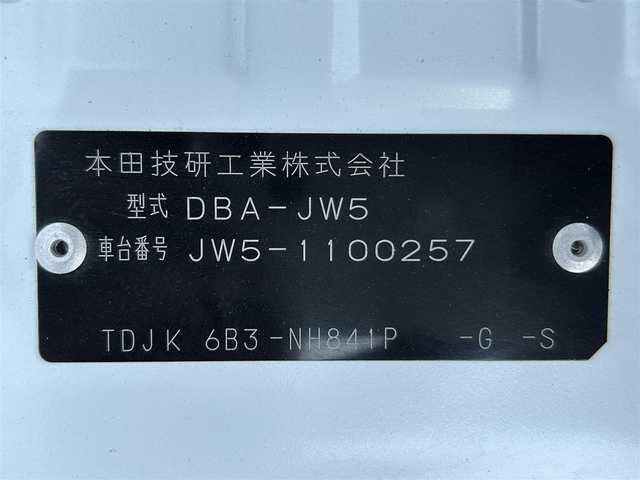 本田技研工業株式会社
型式 DBA-JW5
車台番号 JW5-1100257
TDJK 6B3-NH841P -G -S